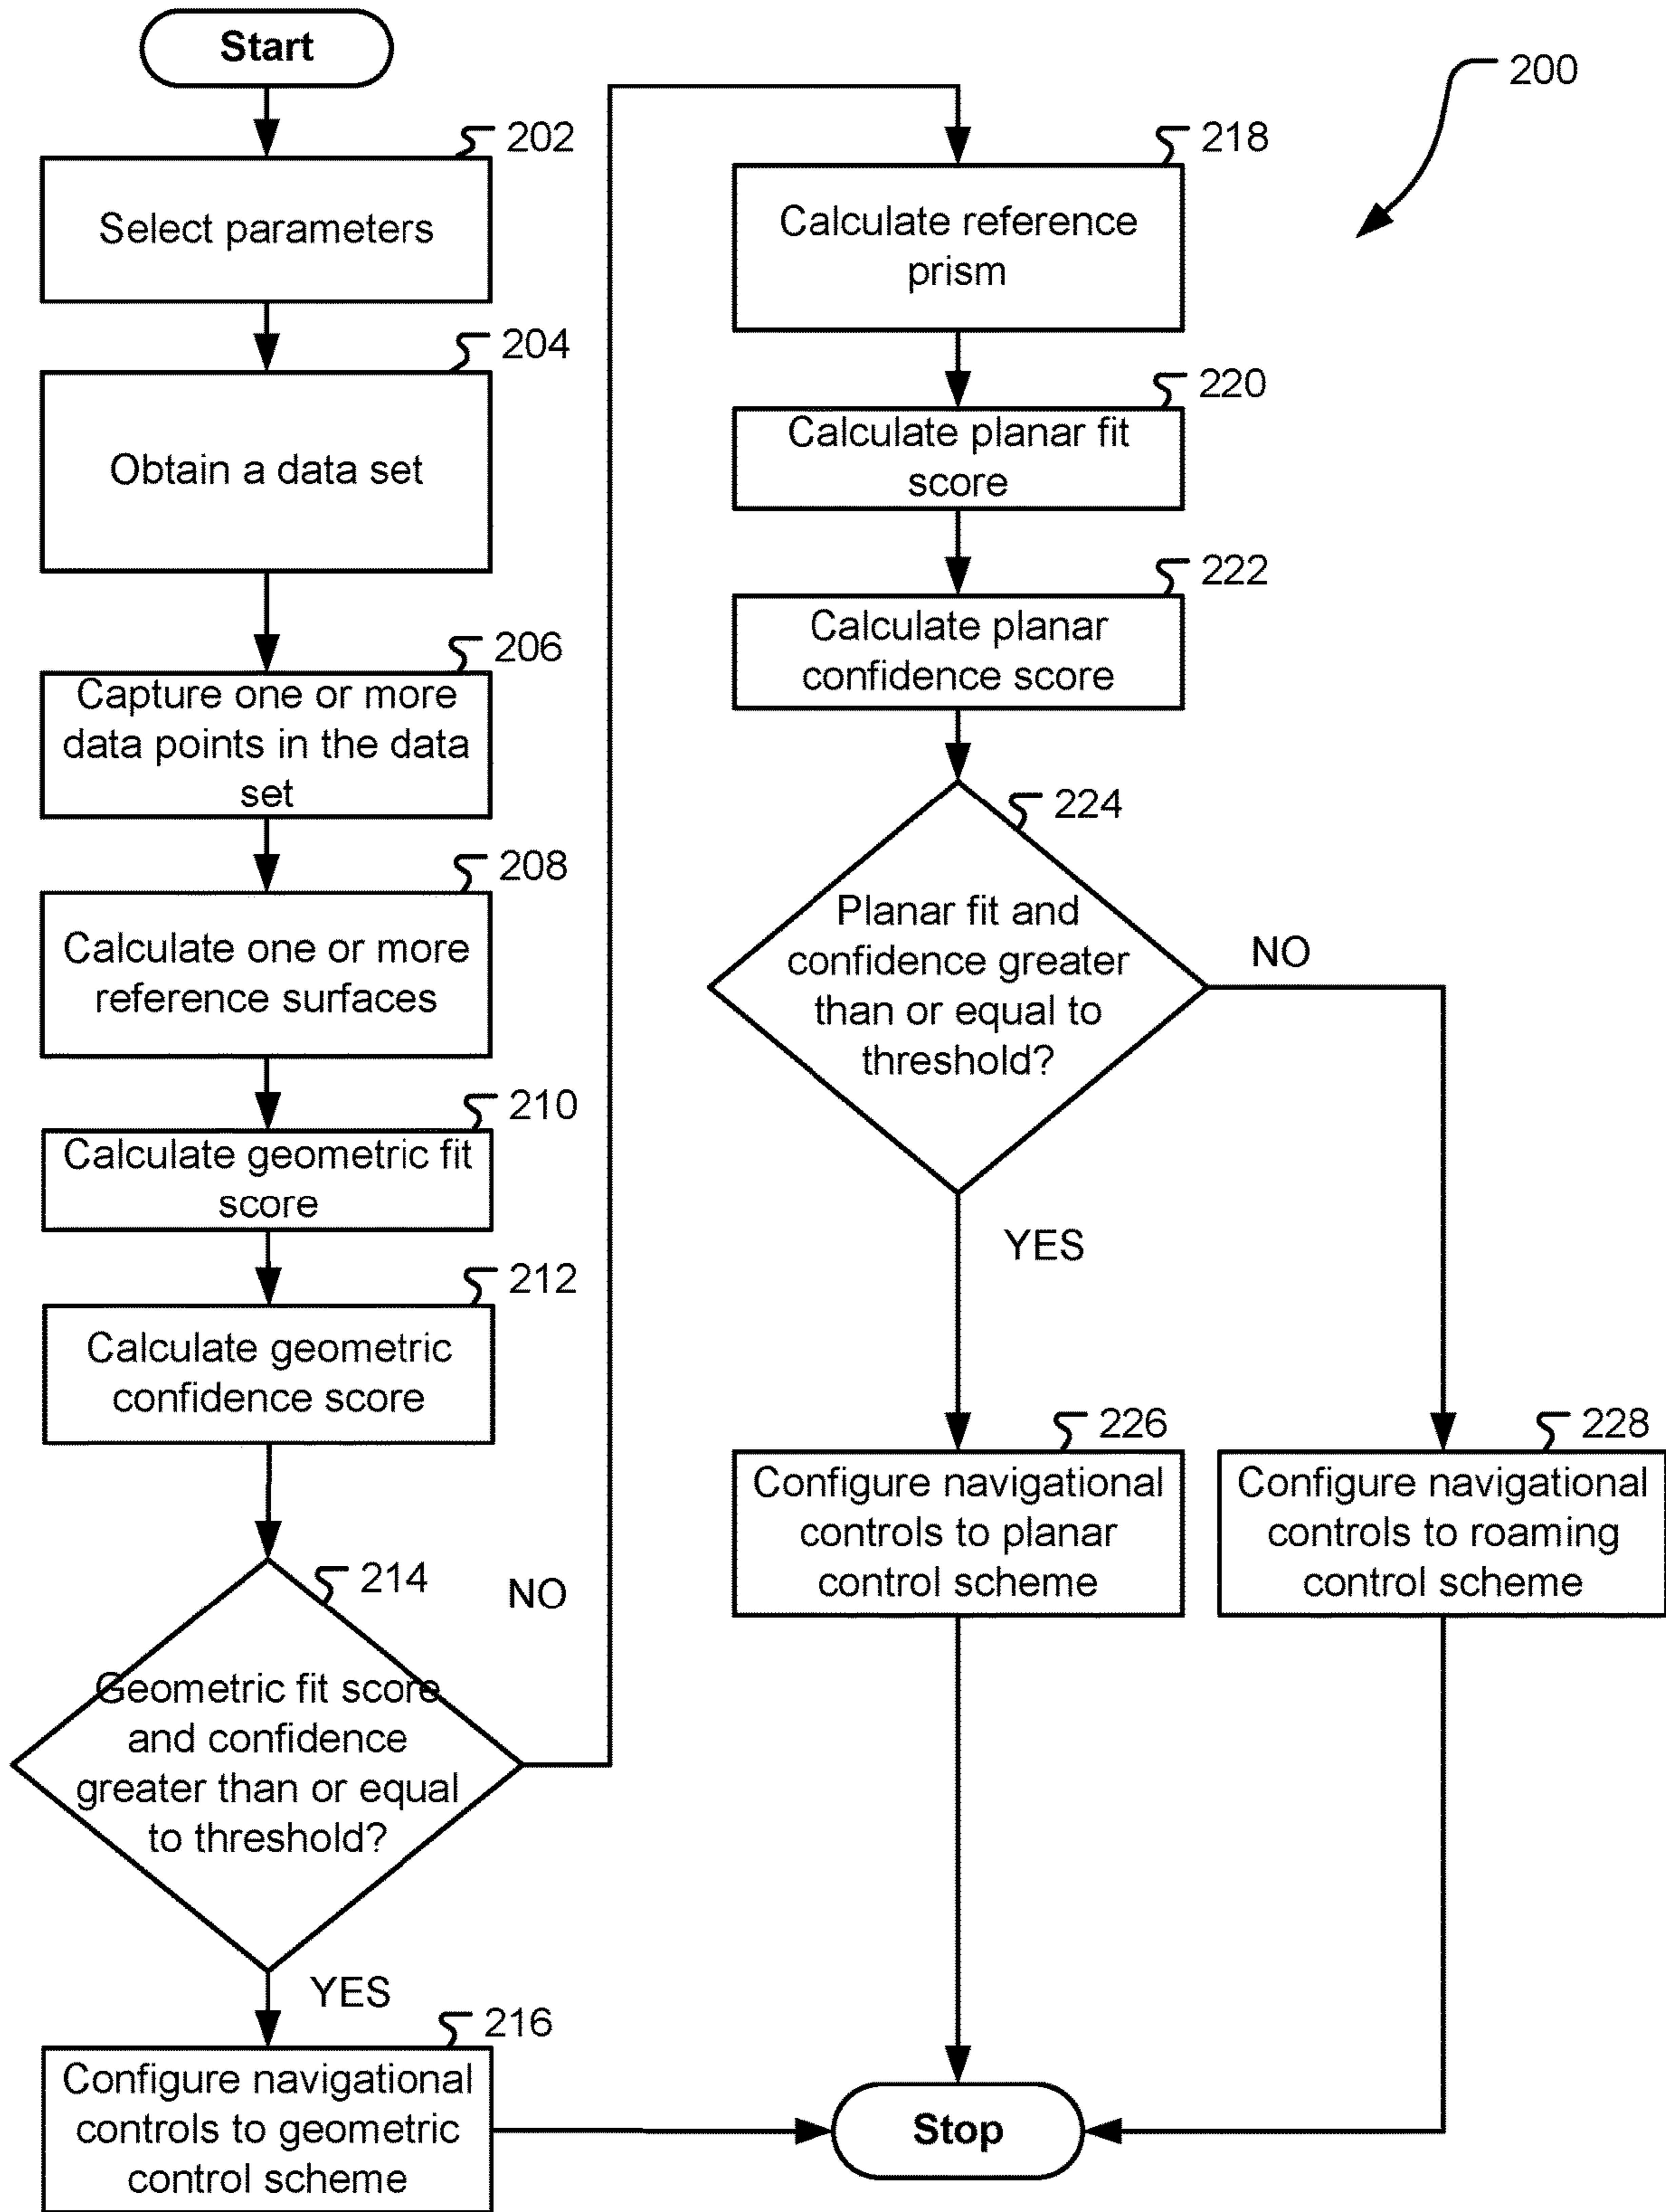 Start
202
Select parameters
204
Obtain a data set
206
Capture one or more
data points in the data
set
208
Calculate one or more
reference surfaces
210
Calculate geometric fit
score
212
Calculate geometric
confidence score
214
Geometric fit score
and confidence
greater than or equal
to threshold?
NO
YES
216
Configure navigational
controls to geometric
control scheme
200
218
Calculate reference
prism
220
Calculate planar fit
score
222
Calculate planar
confidence score
224
Planar fit and
confidence greater
than or equal to
threshold?
NO
YES
226
Configure navigational
controls to planar
control scheme
228
Configure navigational
controls to roaming
control scheme
Stop